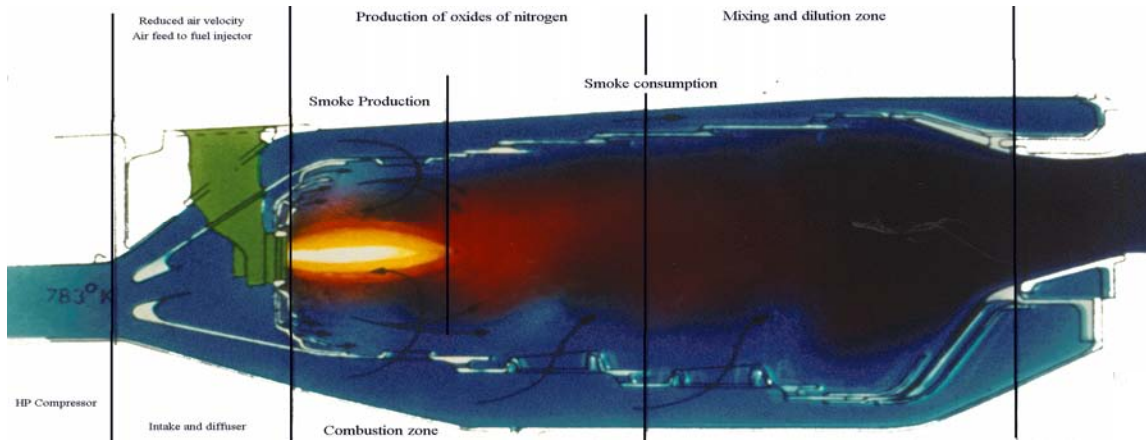 Reduced air velocity
Air feed to fuel injector
Production of oxides of nitrogen
Mixing and dilution zone
Smoke Production
Smoke consumption
783°K
HP Compressor
Intake and diffuser
Combustion zone